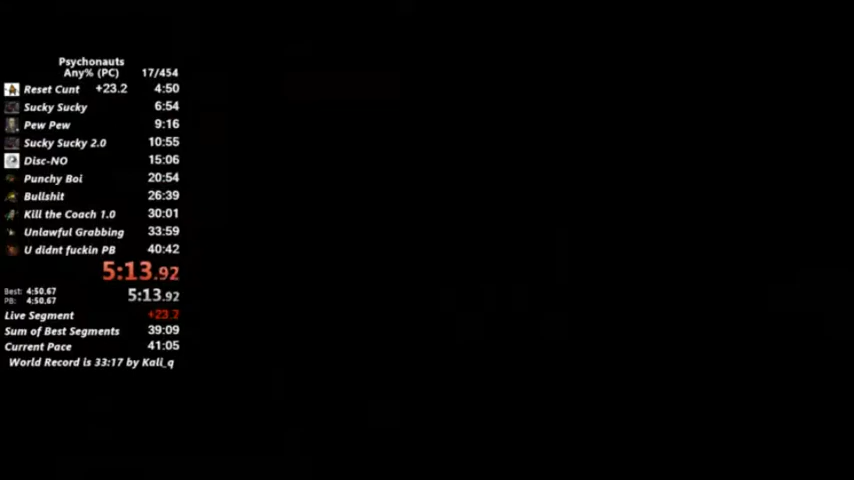 Psychonauts
Any% (PC) 17/454
Reset Cunt +23.2 4:50
Sucky Sucky 6:54
Pew Pew 9:16
Sucky Sucky 2.0 10:55
Disc-NO 15:06
Punchy Boi 20:54
Bullshit 26:39
Kill the Coach 1.0 30:01
Unlawful Grabbing 33:59
U didnt fuckin PB 40:42
5:13.92
Best: 4:50.67
PB: 4:50.67 5:13.92
Live Segment +23.2
Sum of Best Segments 39:09
Current Pace 41:05
World Record is 33:17 by Kali_q